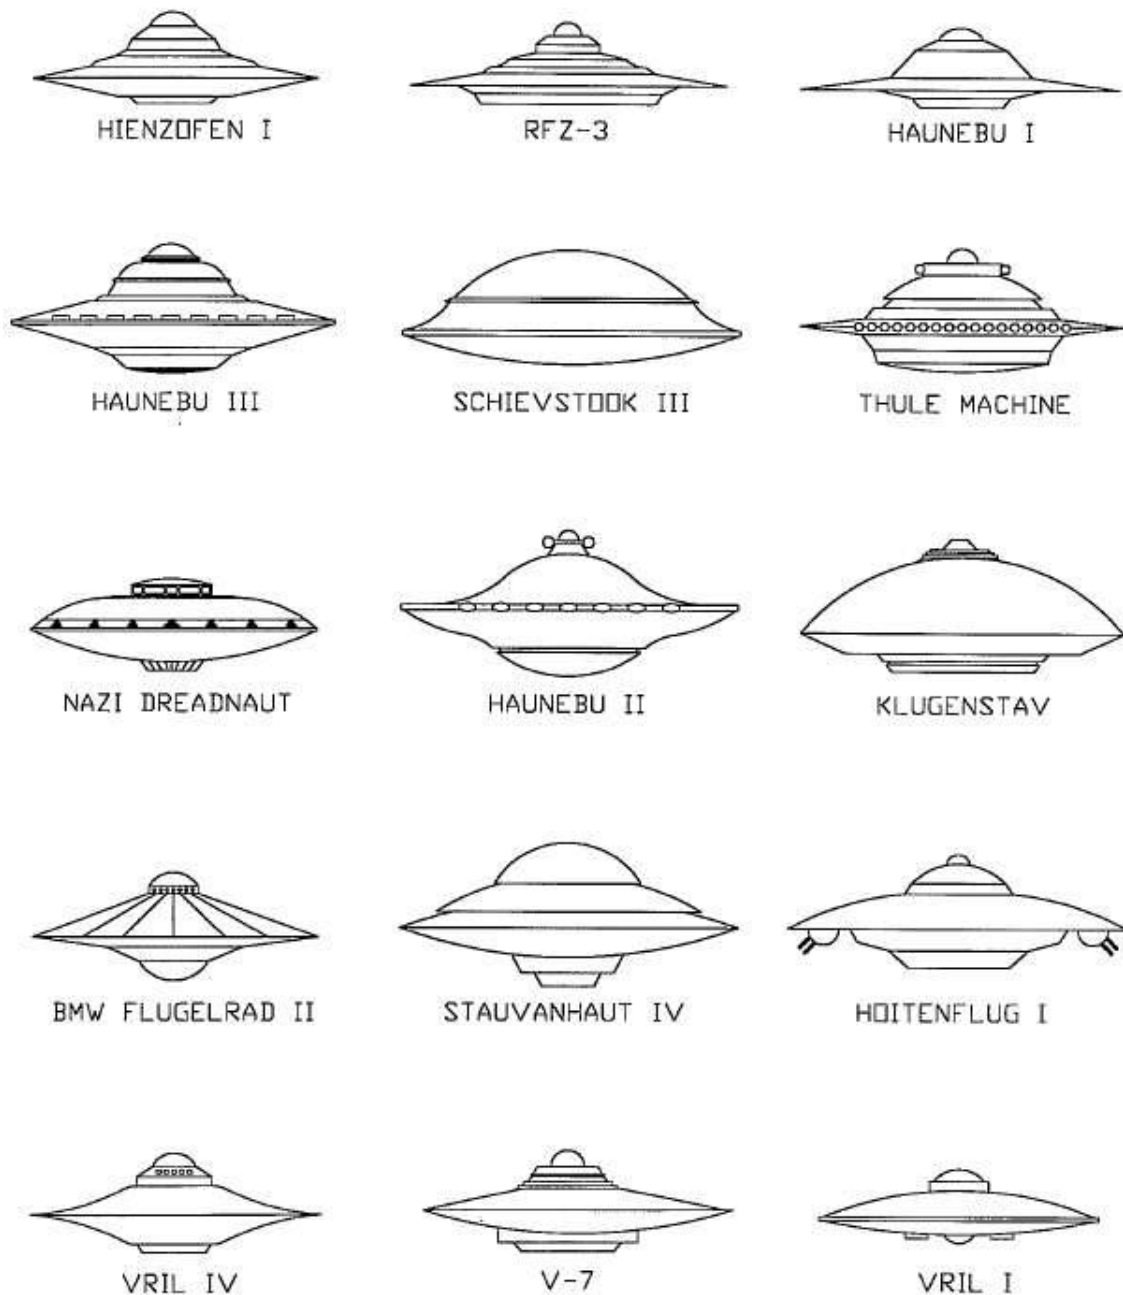 HIENZOFEN I
RFZ-3
HAUNEBU I
HAUNEBU III
SCHIEVSTOOK III
THULE MACHINE
NAZI DREADNAUT
HAUNEBU II
KLUGENSTAV
BMW FLUGELRAD II
STAUVANHAUT IV
HOITENFLUG I
VRIL IV
V-7
VRIL I